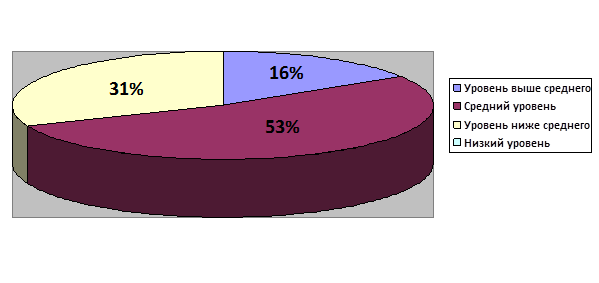 16%
31%
53%
Уровень выше среднего
Средний уровень
Уровень ниже среднего
Низкий уровень